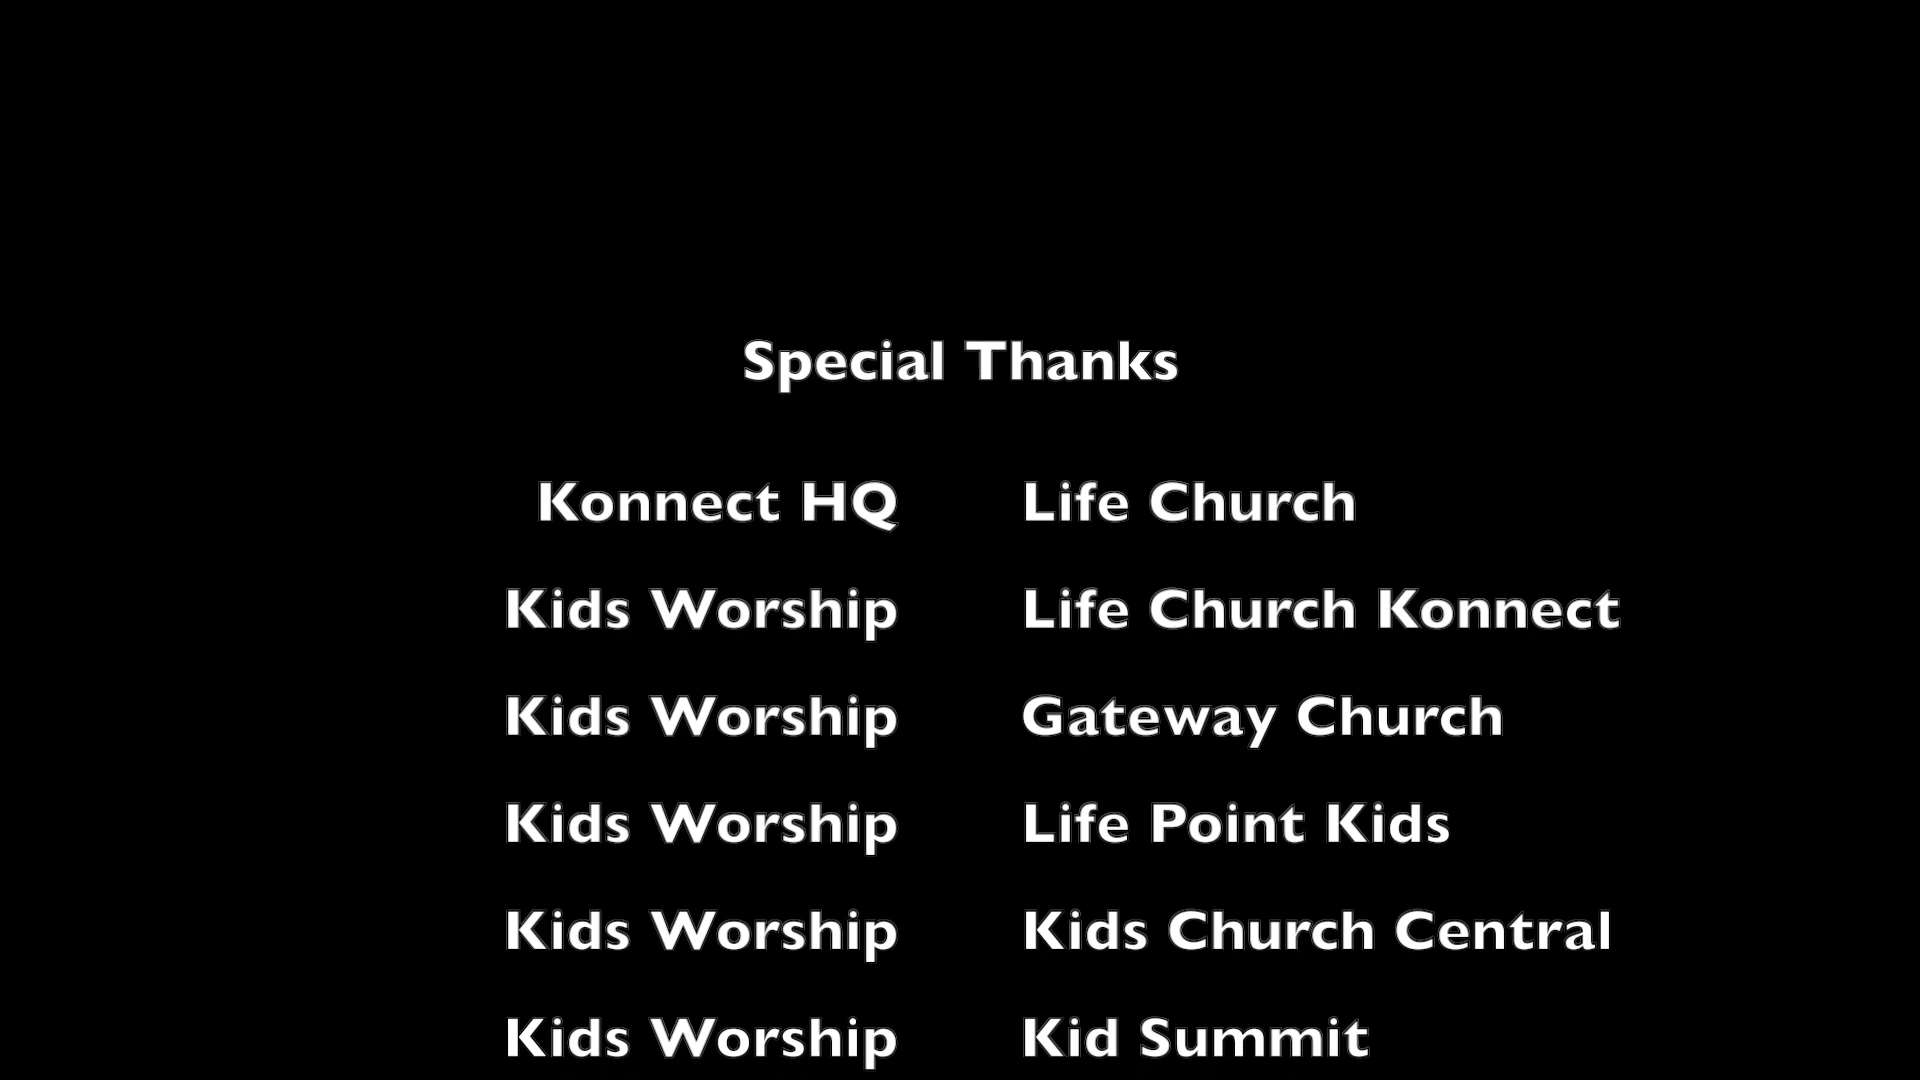 Special Thanks
Konnect HQ Life Church
Kids Worship Life Church Konnect
Kids Worship Gateway Church
Kids Worship Life Point Kids
Kids Worship Kids Church Central
Kids Worship Kid Summit